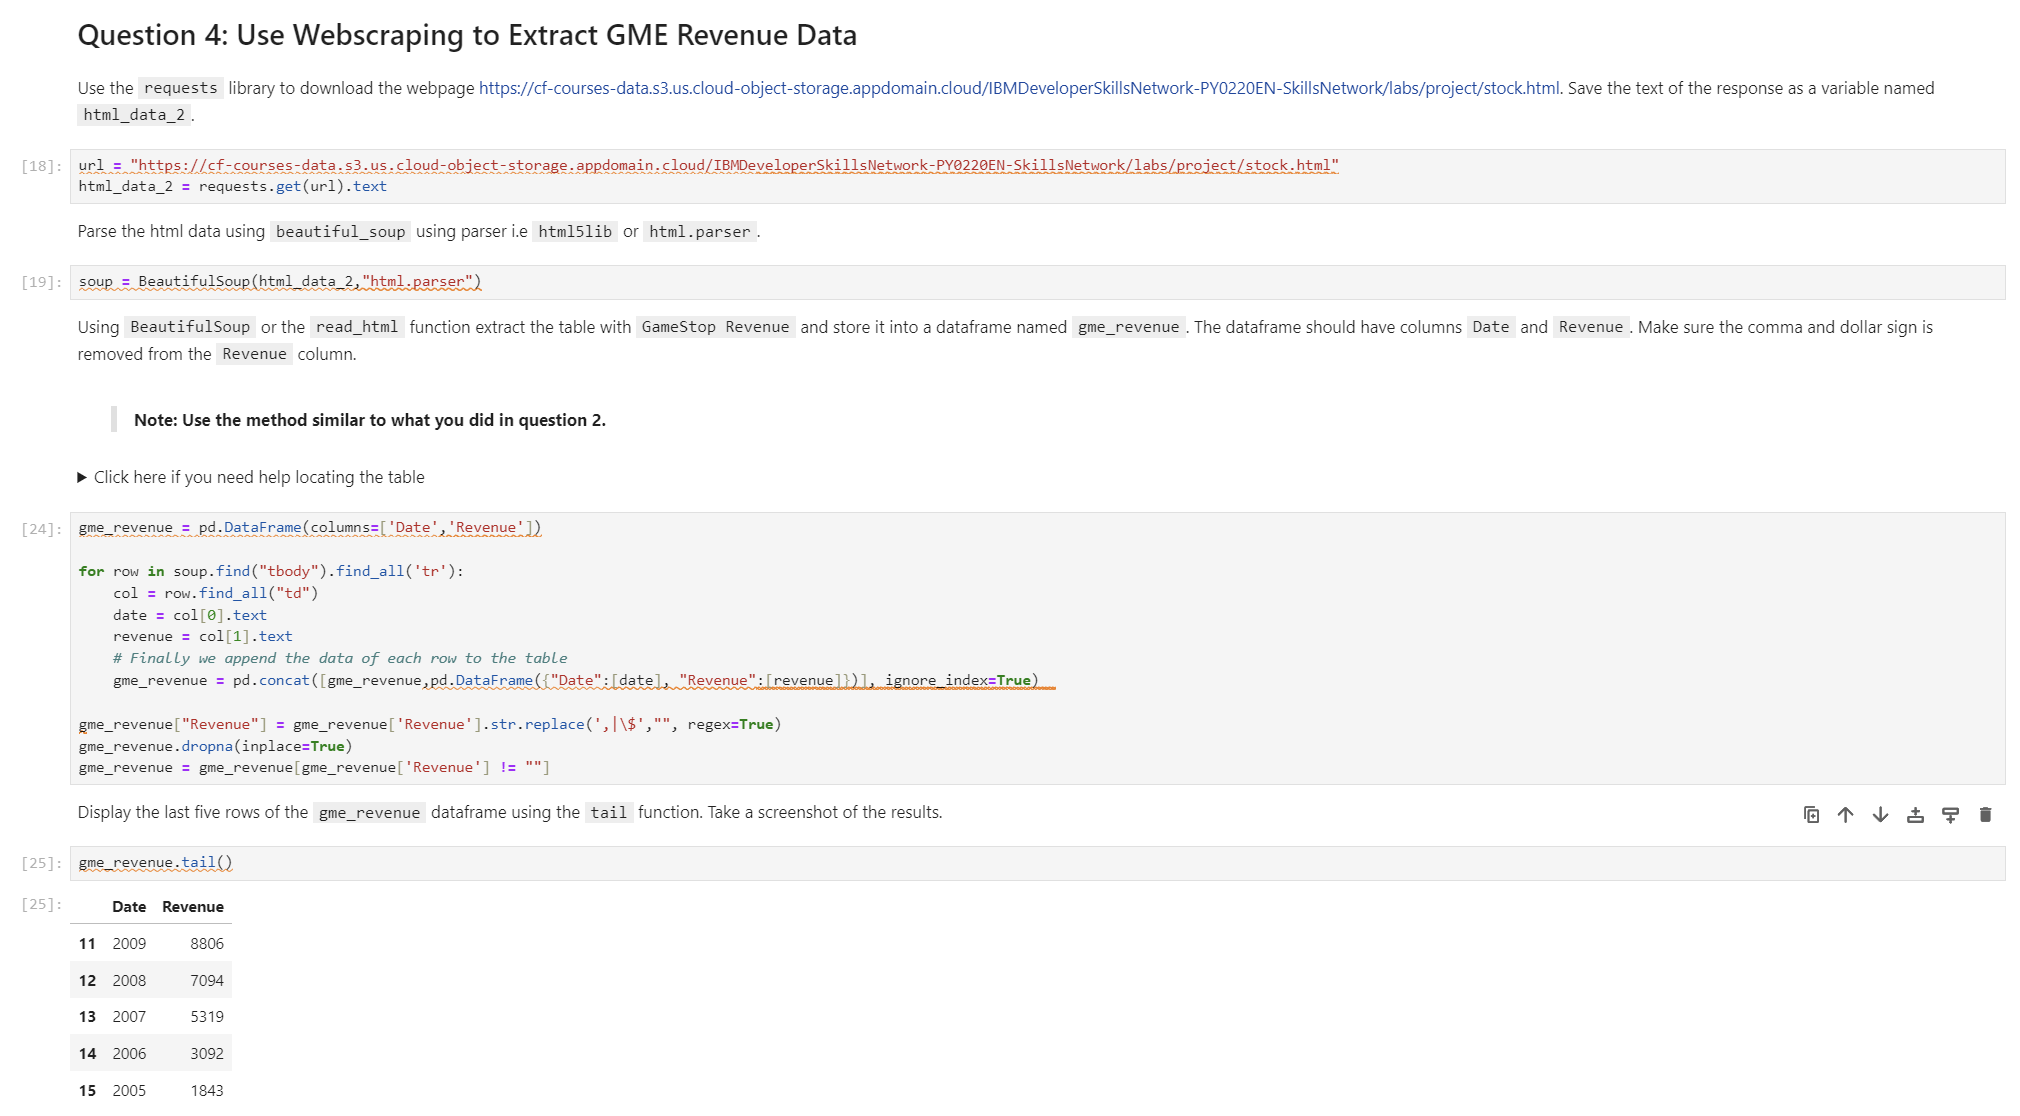 Question 4: Use Webscraping to Extract GME Revenue Data
Use the requests library to download the webpage https://cf-courses-data.s3.us.cloud-object-storage.appdomain.cloud/IBMDeveloperSkillsNetwork-PY0220EN-SkillsNetwork/labs/project/stock.html. Save the text of the response as a variable named
html_data_2.
[18]: url = "https://cf-courses-data.s3.us.cloud-object-storage.appdomain.cloud/IBMDeveloperSkillsNetwork-PY0220EN-SkillsNetwork/labs/project/stock.html"
html_data_2 = requests.get(url).text
Parse the html data using beautiful_soup using parser i.e html5lib or html.parser.
[19]: soup = BeautifulSoup(html_data_2,"html.parser")
Using BeautifulSoup or the read_html function extract the table with GameStop Revenue and store it into a dataframe named gme_revenue. The dataframe should have columns Date and Revenue. Make sure the comma and dollar sign is
removed from the Revenue column.
Note: Use the method similar to what you did in question 2.
▶ Click here if you need help locating the table
[24]: gme_revenue = pd.DataFrame(columns=['Date','Revenue'])
for row in soup.find("tbody").find_all('tr'):
    col = row.find_all("td")
    date = col[0].text
    revenue = col[1].text
    # Finally we append the data of each row to the table
    gme_revenue = pd.concat([gme_revenue,pd.DataFrame({"Date":[date], "Revenue":[revenue]})], ignore_index=True)
gme_revenue["Revenue"] = gme_revenue['Revenue'].str.replace(',|\$',"", regex=True)
gme_revenue.dropna(inplace=True)
gme_revenue = gme_revenue[gme_revenue['Revenue'] != ""]
Display the last five rows of the gme_revenue dataframe using the tail function. Take a screenshot of the results.
[25]: gme_revenue.tail()
[25]: Date Revenue
11 2009 8806
12 2008 7094
13 2007 5319
14 2006 3092
15 2005 1843